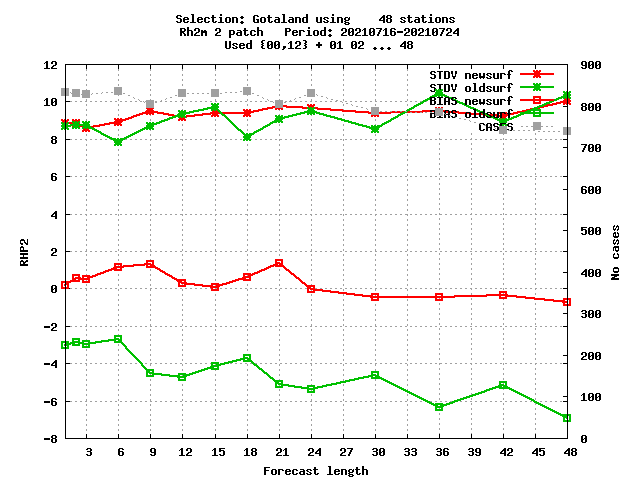 Selection: Gotaland using    48 stations
Rh2m 2 patch   Period: 20210716-20210724
Used {00,12} + 01 02 ... 48
12 900
10 800
8 700
6 600
4 500
2 400
0 300
-2 200
-4 100
-6 0
-8
STDV newsurf
STDV oldsurf
BIAS newsurf
BIAS oldsurf
CASES
RHP2
No cases
3 6 9 12 15 18 21 24 27 30 33 36 39 42 45 48
Forecast length